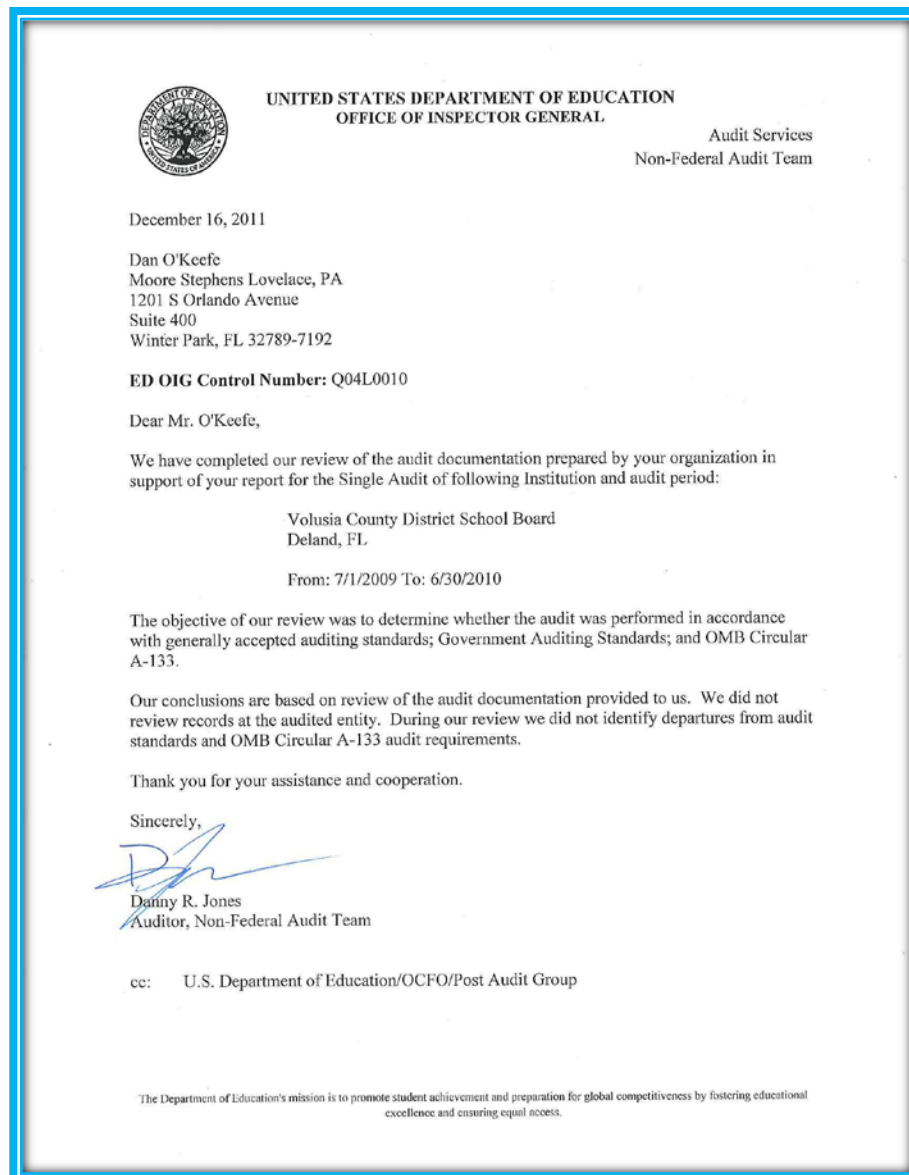 DEPARTMENT OF EDUCATION
UNITED STATES OF AMERICA
UNITED STATES DEPARTMENT OF EDUCATION
OFFICE OF INSPECTOR GENERAL
Audit Services
Non-Federal Audit Team
December 16, 2011
Dan O'Keefe
Moore Stephens Lovelace, PA
1201 S Orlando Avenue
Suite 400
Winter Park, FL 32789-7192
ED OIG Control Number: Q04L0010
Dear Mr. O'Keefe,
We have completed our review of the audit documentation prepared by your organization in
support of your report for the Single Audit of following Institution and audit period:
Volusia County District School Board
Deland, FL
From: 7/1/2009 To: 6/30/2010
The objective of our review was to determine whether the audit was performed in accordance
with generally accepted auditing standards; Government Auditing Standards; and OMB Circular
A-133.
Our conclusions are based on review of the audit documentation provided to us. We did not
review records at the audited entity. During our review we did not identify departures from audit
standards and OMB Circular A-133 audit requirements.
Thank you for your assistance and cooperation.
Sincerely,
Danny R. Jones
Auditor, Non-Federal Audit Team
cc: U.S. Department of Education/OCFO/Post Audit Group
The Department of Education's mission is to promote student achievement and preparation for global competitiveness by fostering educational
excellence and ensuring equal access.